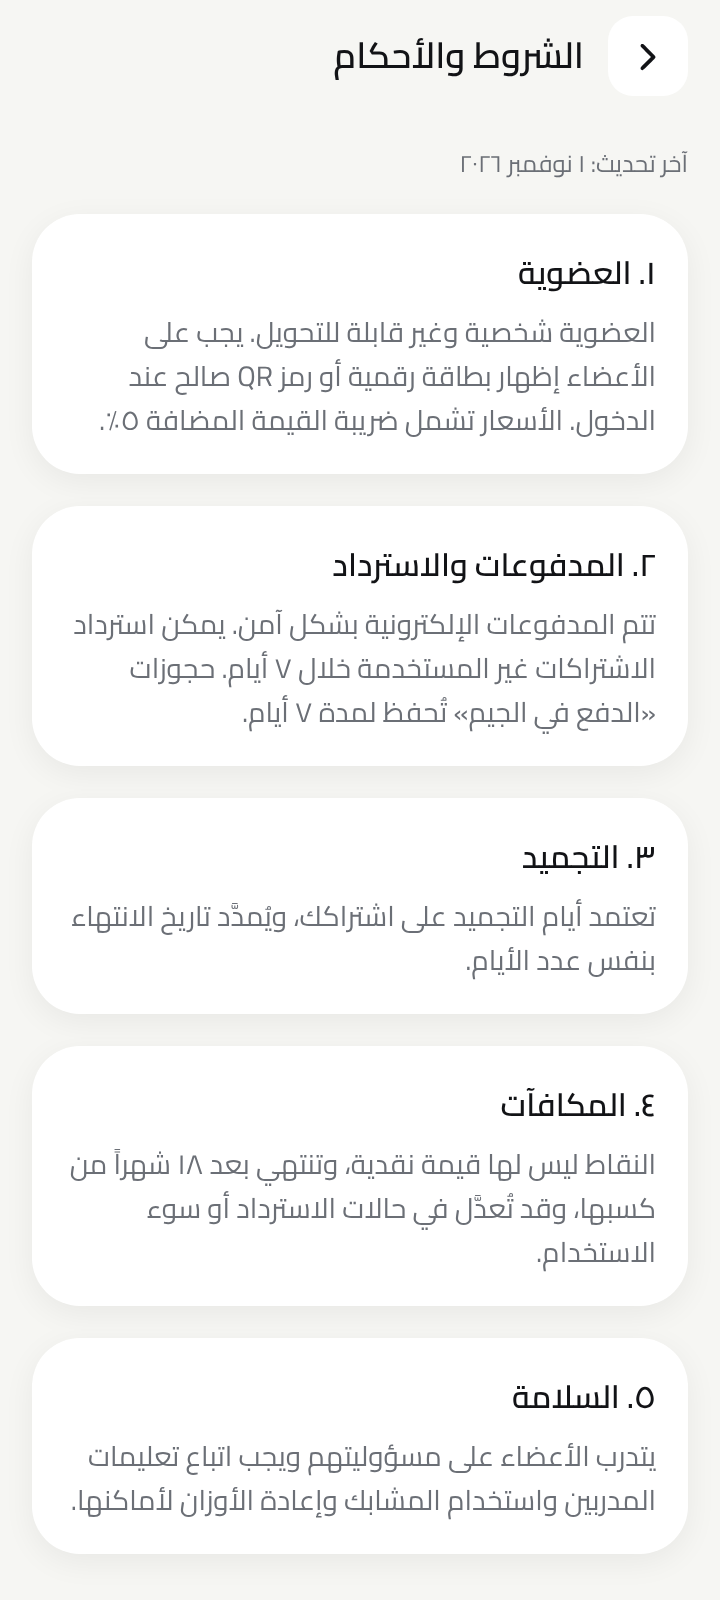 الشروط والأحكام
آخر تحديث: ١ نوفمبر ٢٠٢٦
١. العضوية
العضوية شخصية وغير قابلة للتحويل. يجب على
الأعضاء إظهار بطاقة رقمية أو رمز QR صالح عند
الدخول. الأسعار تشمل ضريبة القيمة المضافة ٥٪.
٢. المدفوعات والاسترداد
تتم المدفوعات الإلكترونية بشكل آمن. يمكن استرداد
الاشتراكات غير المستخدمة خلال ٧ أيام. حجوزات
«الدفع في الجيم» تُحفظ لمدة ٧ أيام.
٣. التجميد
تعتمد أيام التجميد على اشتراكك، ويُمدَّد تاريخ الانتهاء
بنفس عدد الأيام.
٤. المكافآت
النقاط ليس لها قيمة نقدية، وتنتهي بعد ١٨ شهراً من
كسبها، وقد تُعدَّل في حالات الاسترداد أو سوء
الاستخدام.
٥. السلامة
يتدرب الأعضاء على مسؤوليتهم ويجب اتباع تعليمات
المدربين واستخدام المشابك وإعادة الأوزان لأماكنها.